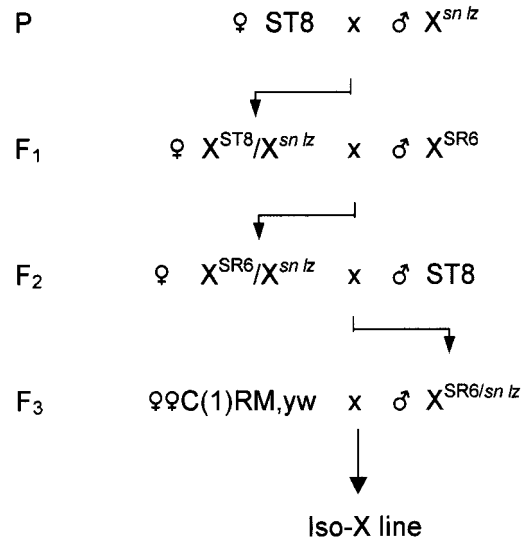 P ♀ ST8 x ♂ X^sn lz
F₁ ♀ X^ST8/X^sn lz x ♂ X^SR6
F₂ ♀ X^SR6/X^sn lz x ♂ ST8
F₃ ♀♀C(1)RM,yw x ♂ X^SR6/sn lz
Iso-X line